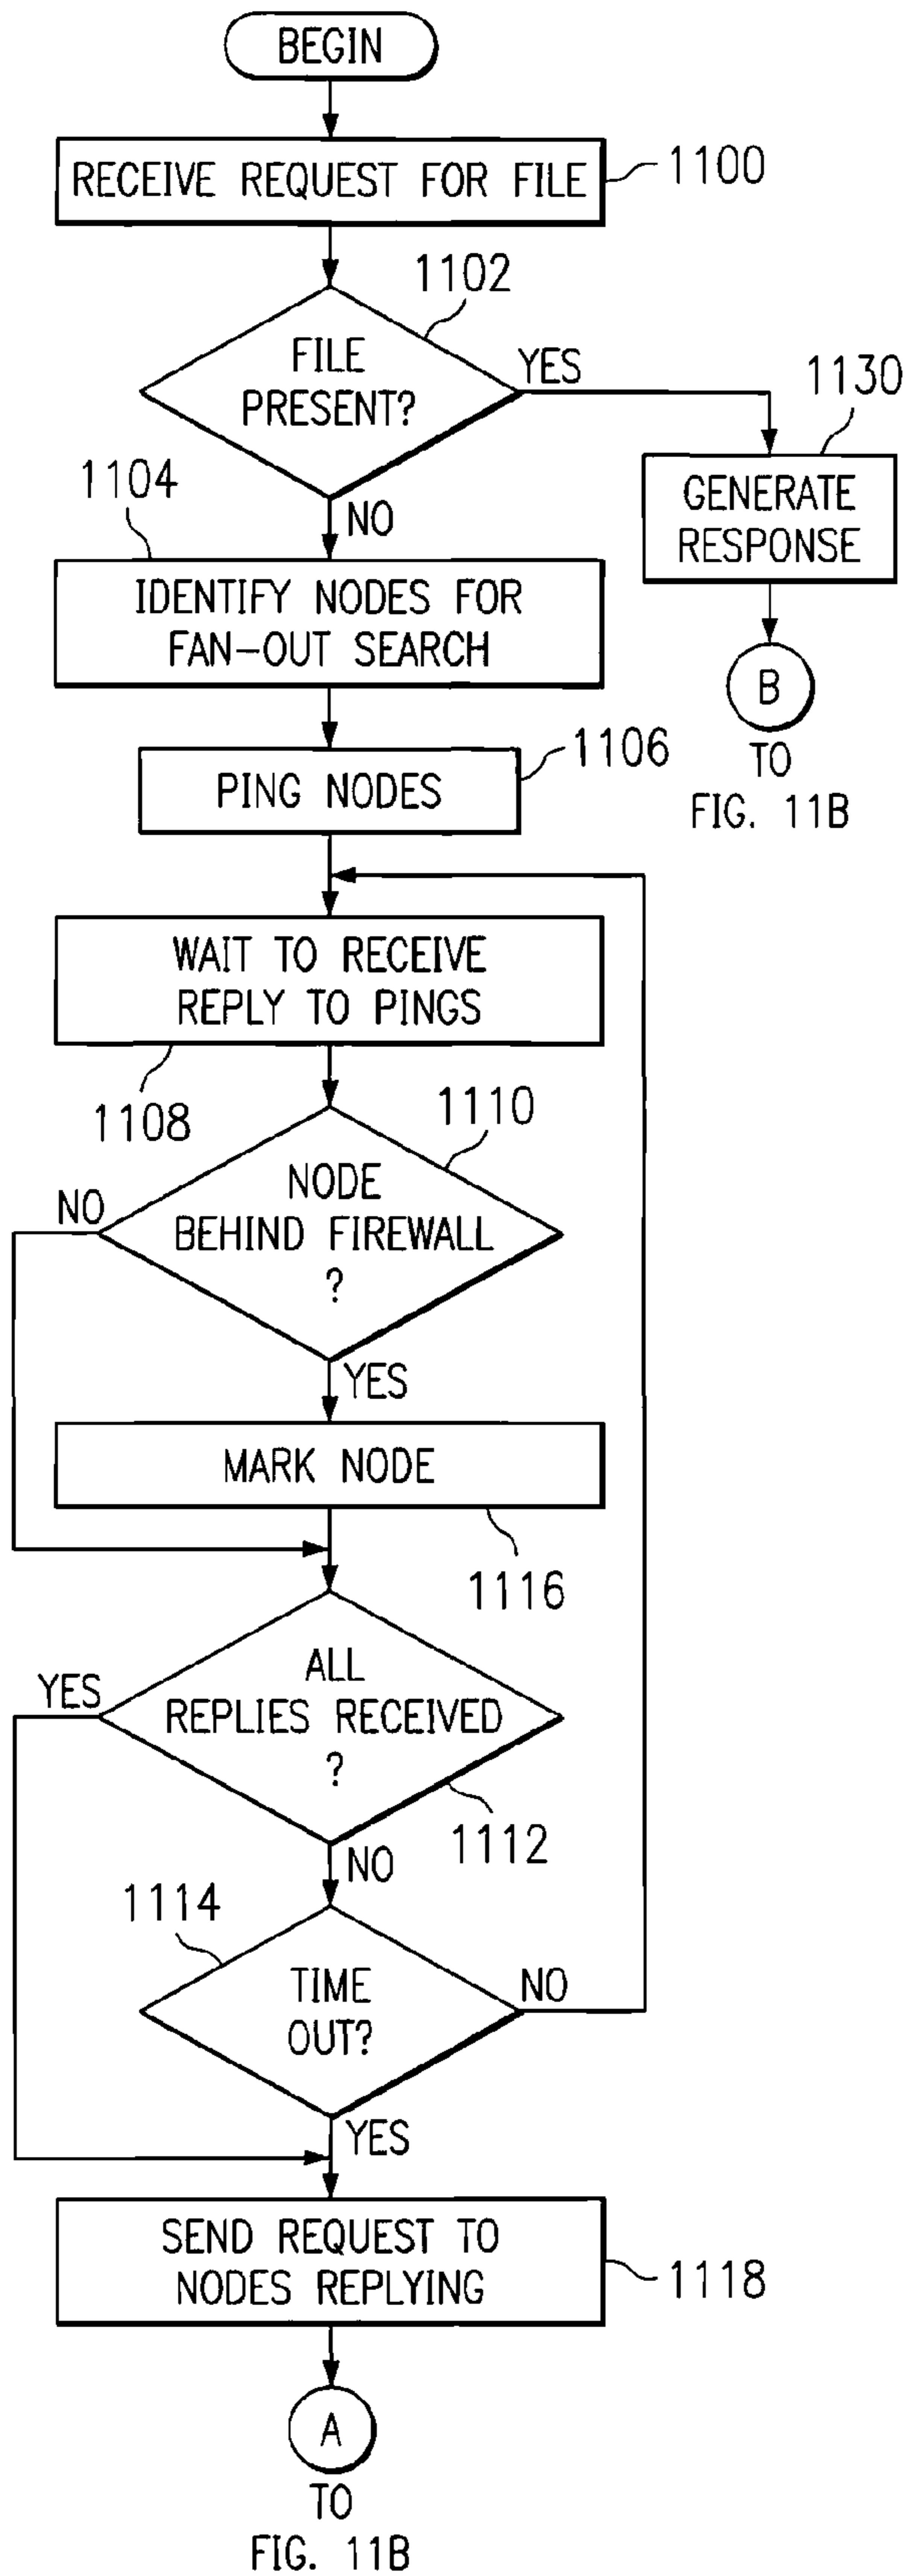 BEGIN
RECEIVE REQUEST FOR FILE
1100
1102
FILE
PRESENT?
YES
1130
GENERATE
RESPONSE
B
TO
FIG. 11B
NO
1104
IDENTIFY NODES FOR
FAN-OUT SEARCH
1106
PING NODES
WAIT TO RECEIVE
REPLY TO PINGS
1108
1110
NODE
BEHIND FIREWALL
?
NO
YES
MARK NODE
1116
ALL
REPLIES RECEIVED
?
YES
1112
NO
1114
TIME
OUT?
NO
YES
SEND REQUEST TO
NODES REPLYING
1118
A
TO
FIG. 11B